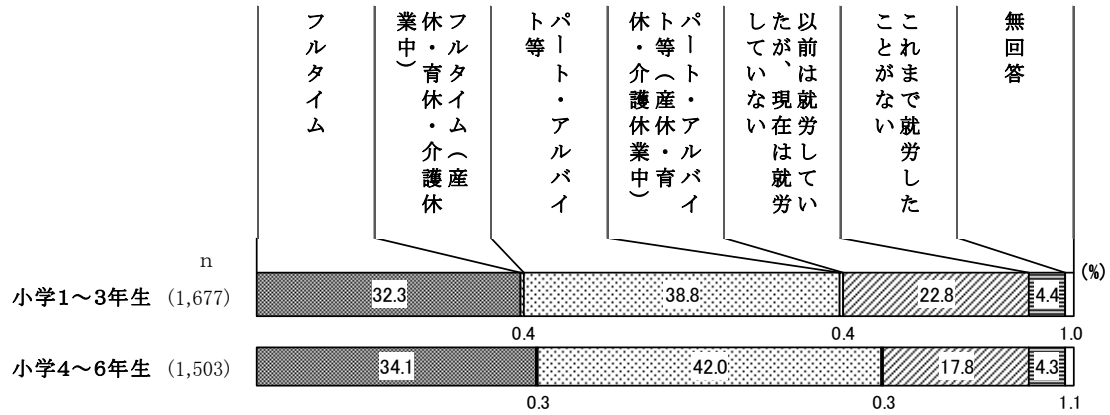 フルタイム
フルタイム（産
休・育休・介護休
業中）
パート・アルバイ
ト等
パート・アルバイ
ト等（産休・育
休・介護休業中）
以前は就労してい
たが、現在は就労
していない
これまで就労した
ことがない
無回答
n
(%)
小学1～3年生 (1,677) 32.3 38.8 22.8 4.4
0.4 0.4 1.0
小学4～6年生 (1,503) 34.1 42.0 17.8 4.3
0.3 0.3 1.1